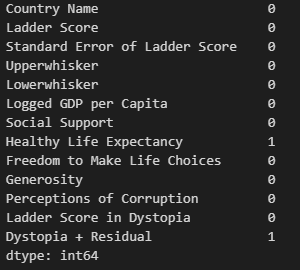 Country Name 0
Ladder Score 0
Standard Error of Ladder Score 0
Upperwhisker 0
Lowerwhisker 0
Logged GDP per Capita 0
Social Support 0
Healthy Life Expectancy 1
Freedom to Make Life Choices 0
Generosity 0
Perceptions of Corruption 0
Ladder Score in Dystopia 0
Dystopia + Residual 1
dtype: int64